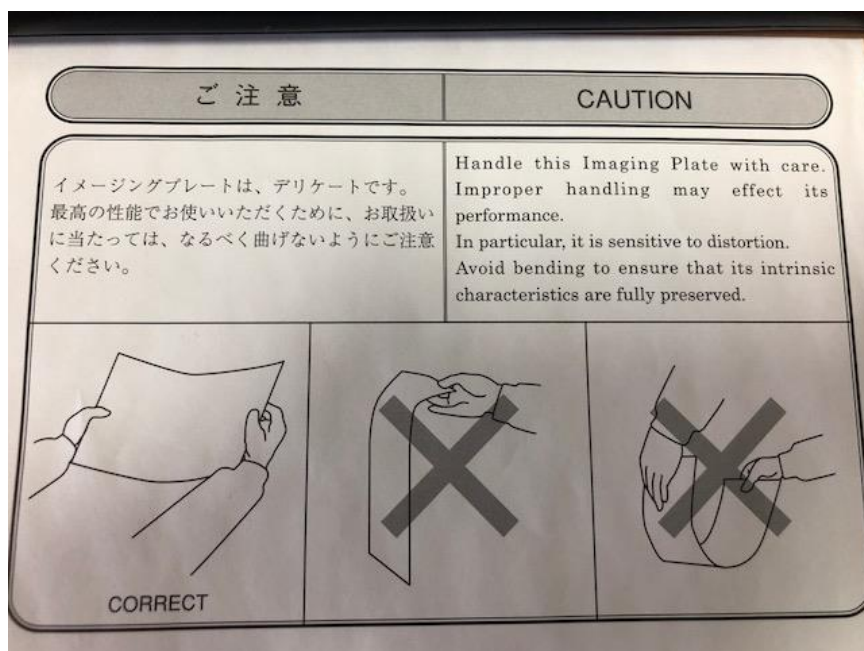 ご注意
CAUTION
イメージングプレートは、デリケートです。
最高の性能でお使いいただくために、お取扱い
に当たっては、なるべく曲げないようにご注意
ください。
Handle this Imaging Plate with care.
Improper handling may effect its
performance.
In particular, it is sensitive to distortion.
Avoid bending to ensure that its intrinsic
characteristics are fully preserved.
CORRECT